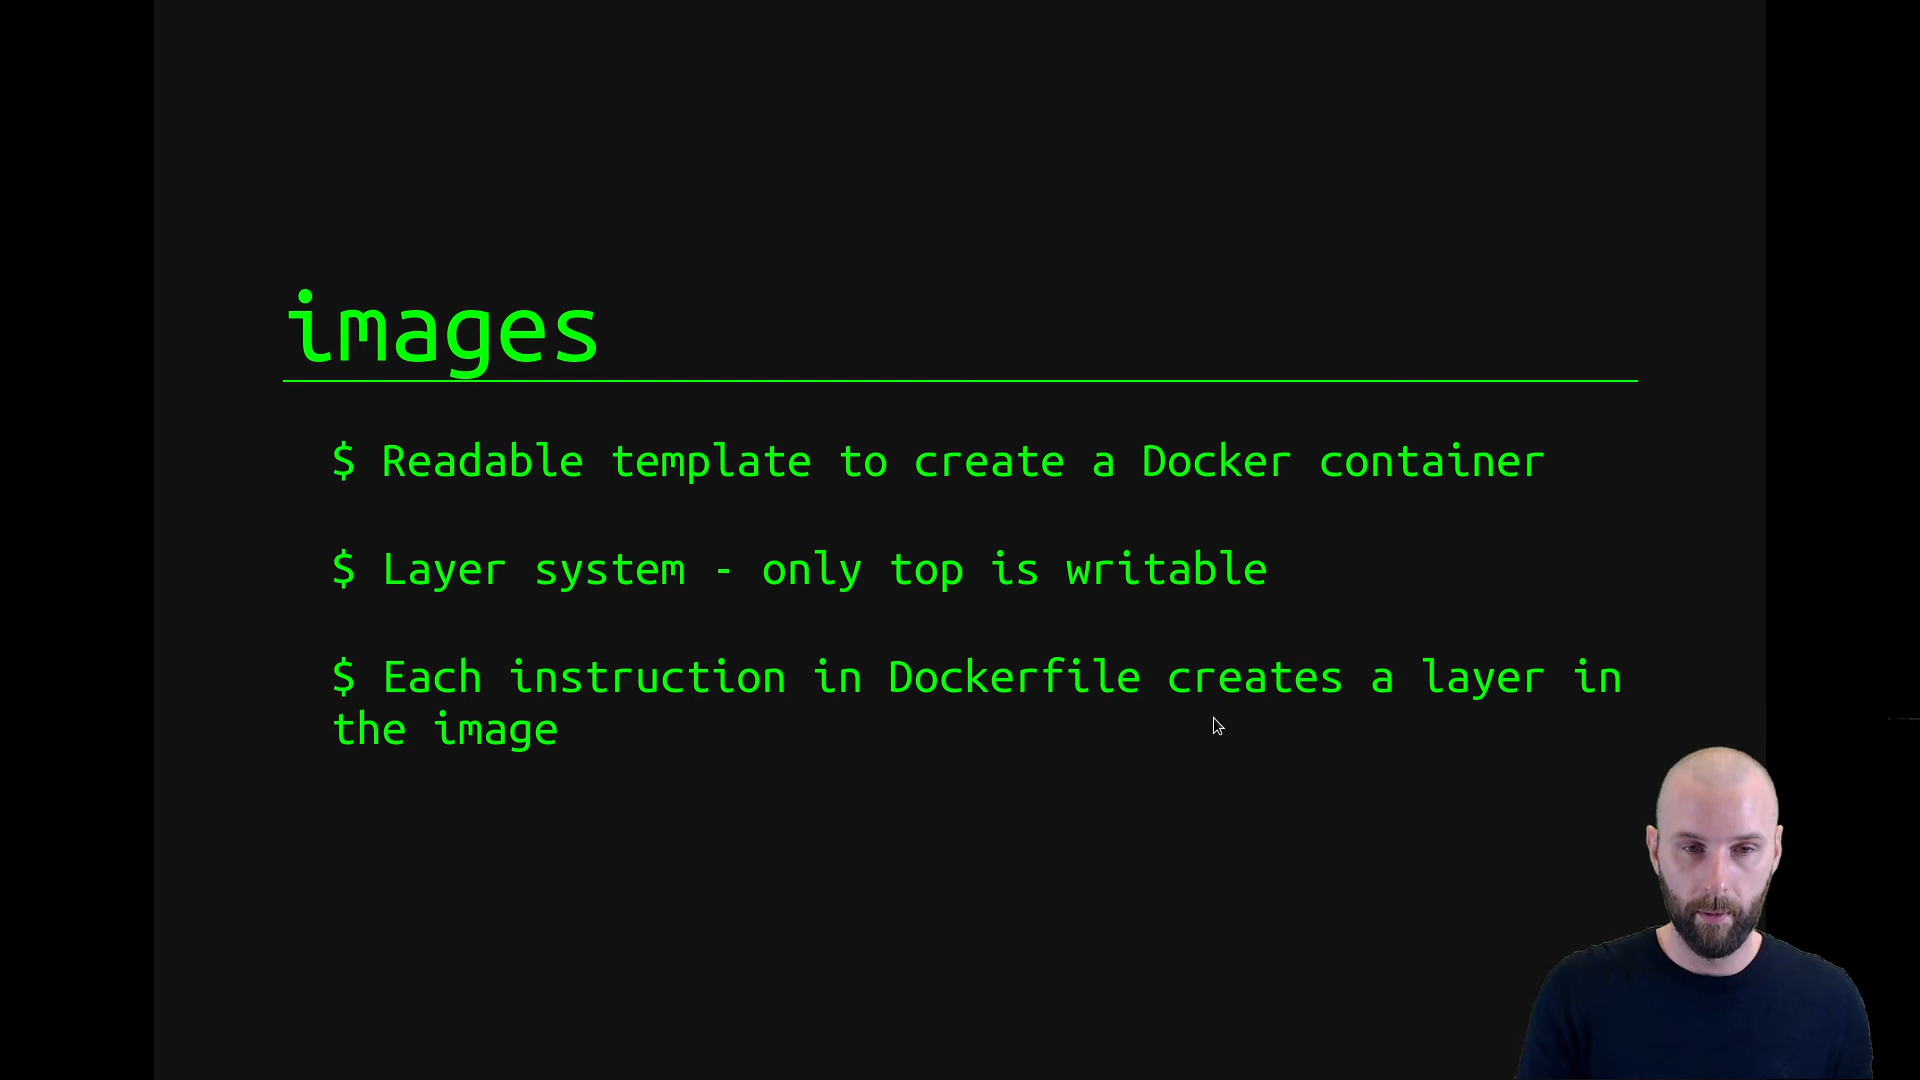 images
$ Readable template to create a Docker container
$ Layer system - only top is writable
$ Each instruction in Dockerfile creates a layer in
the image